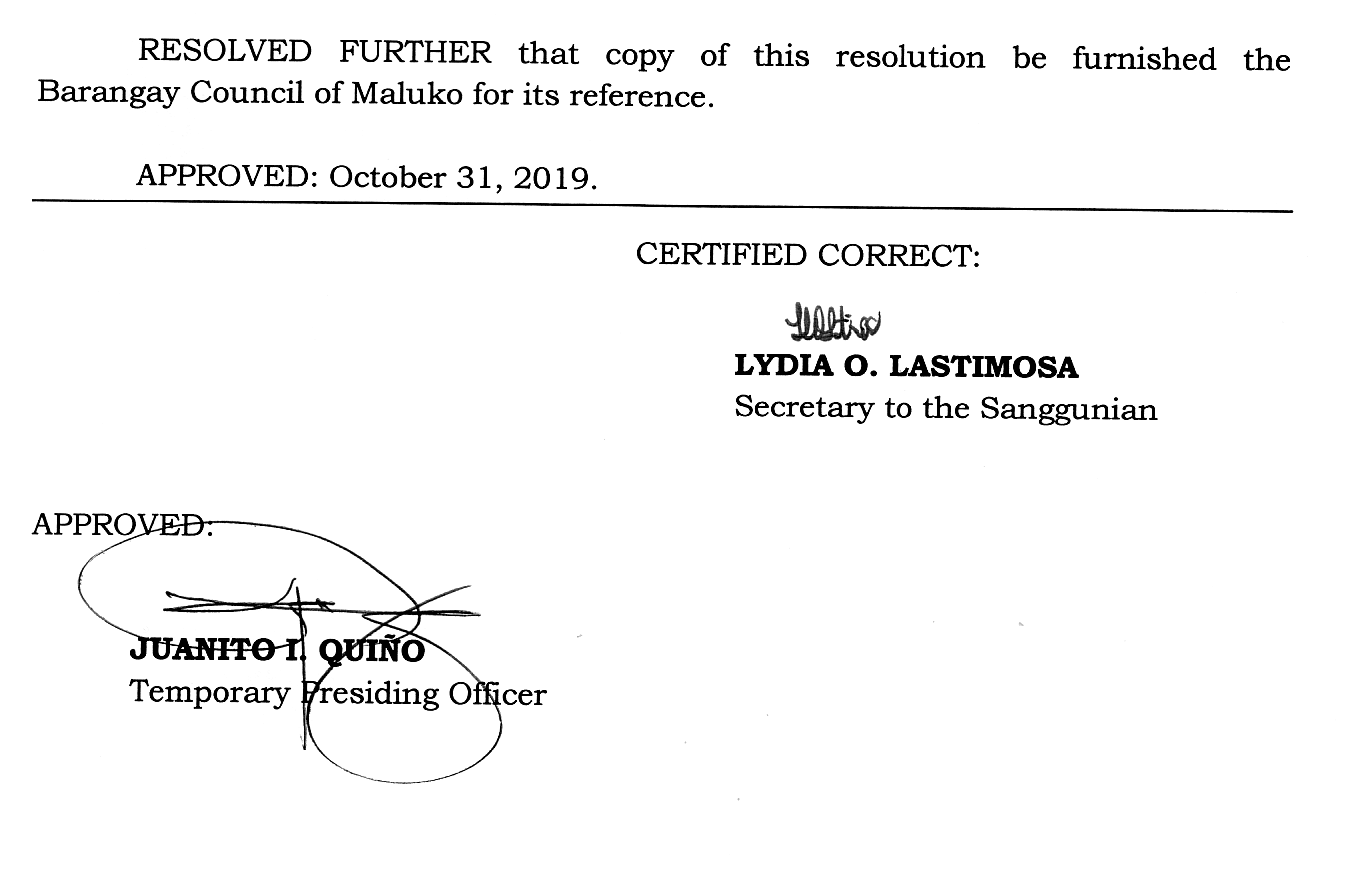 RESOLVED FURTHER that copy of this resolution be furnished the
Barangay Council of Maluko for its reference.
APPROVED: October 31, 2019.
CERTIFIED CORRECT:
LYDIA O. LASTIMOSA
Secretary to the Sanggunian
APPROVED:
JUANITO I. QUIÑO
Temporary Presiding Officer